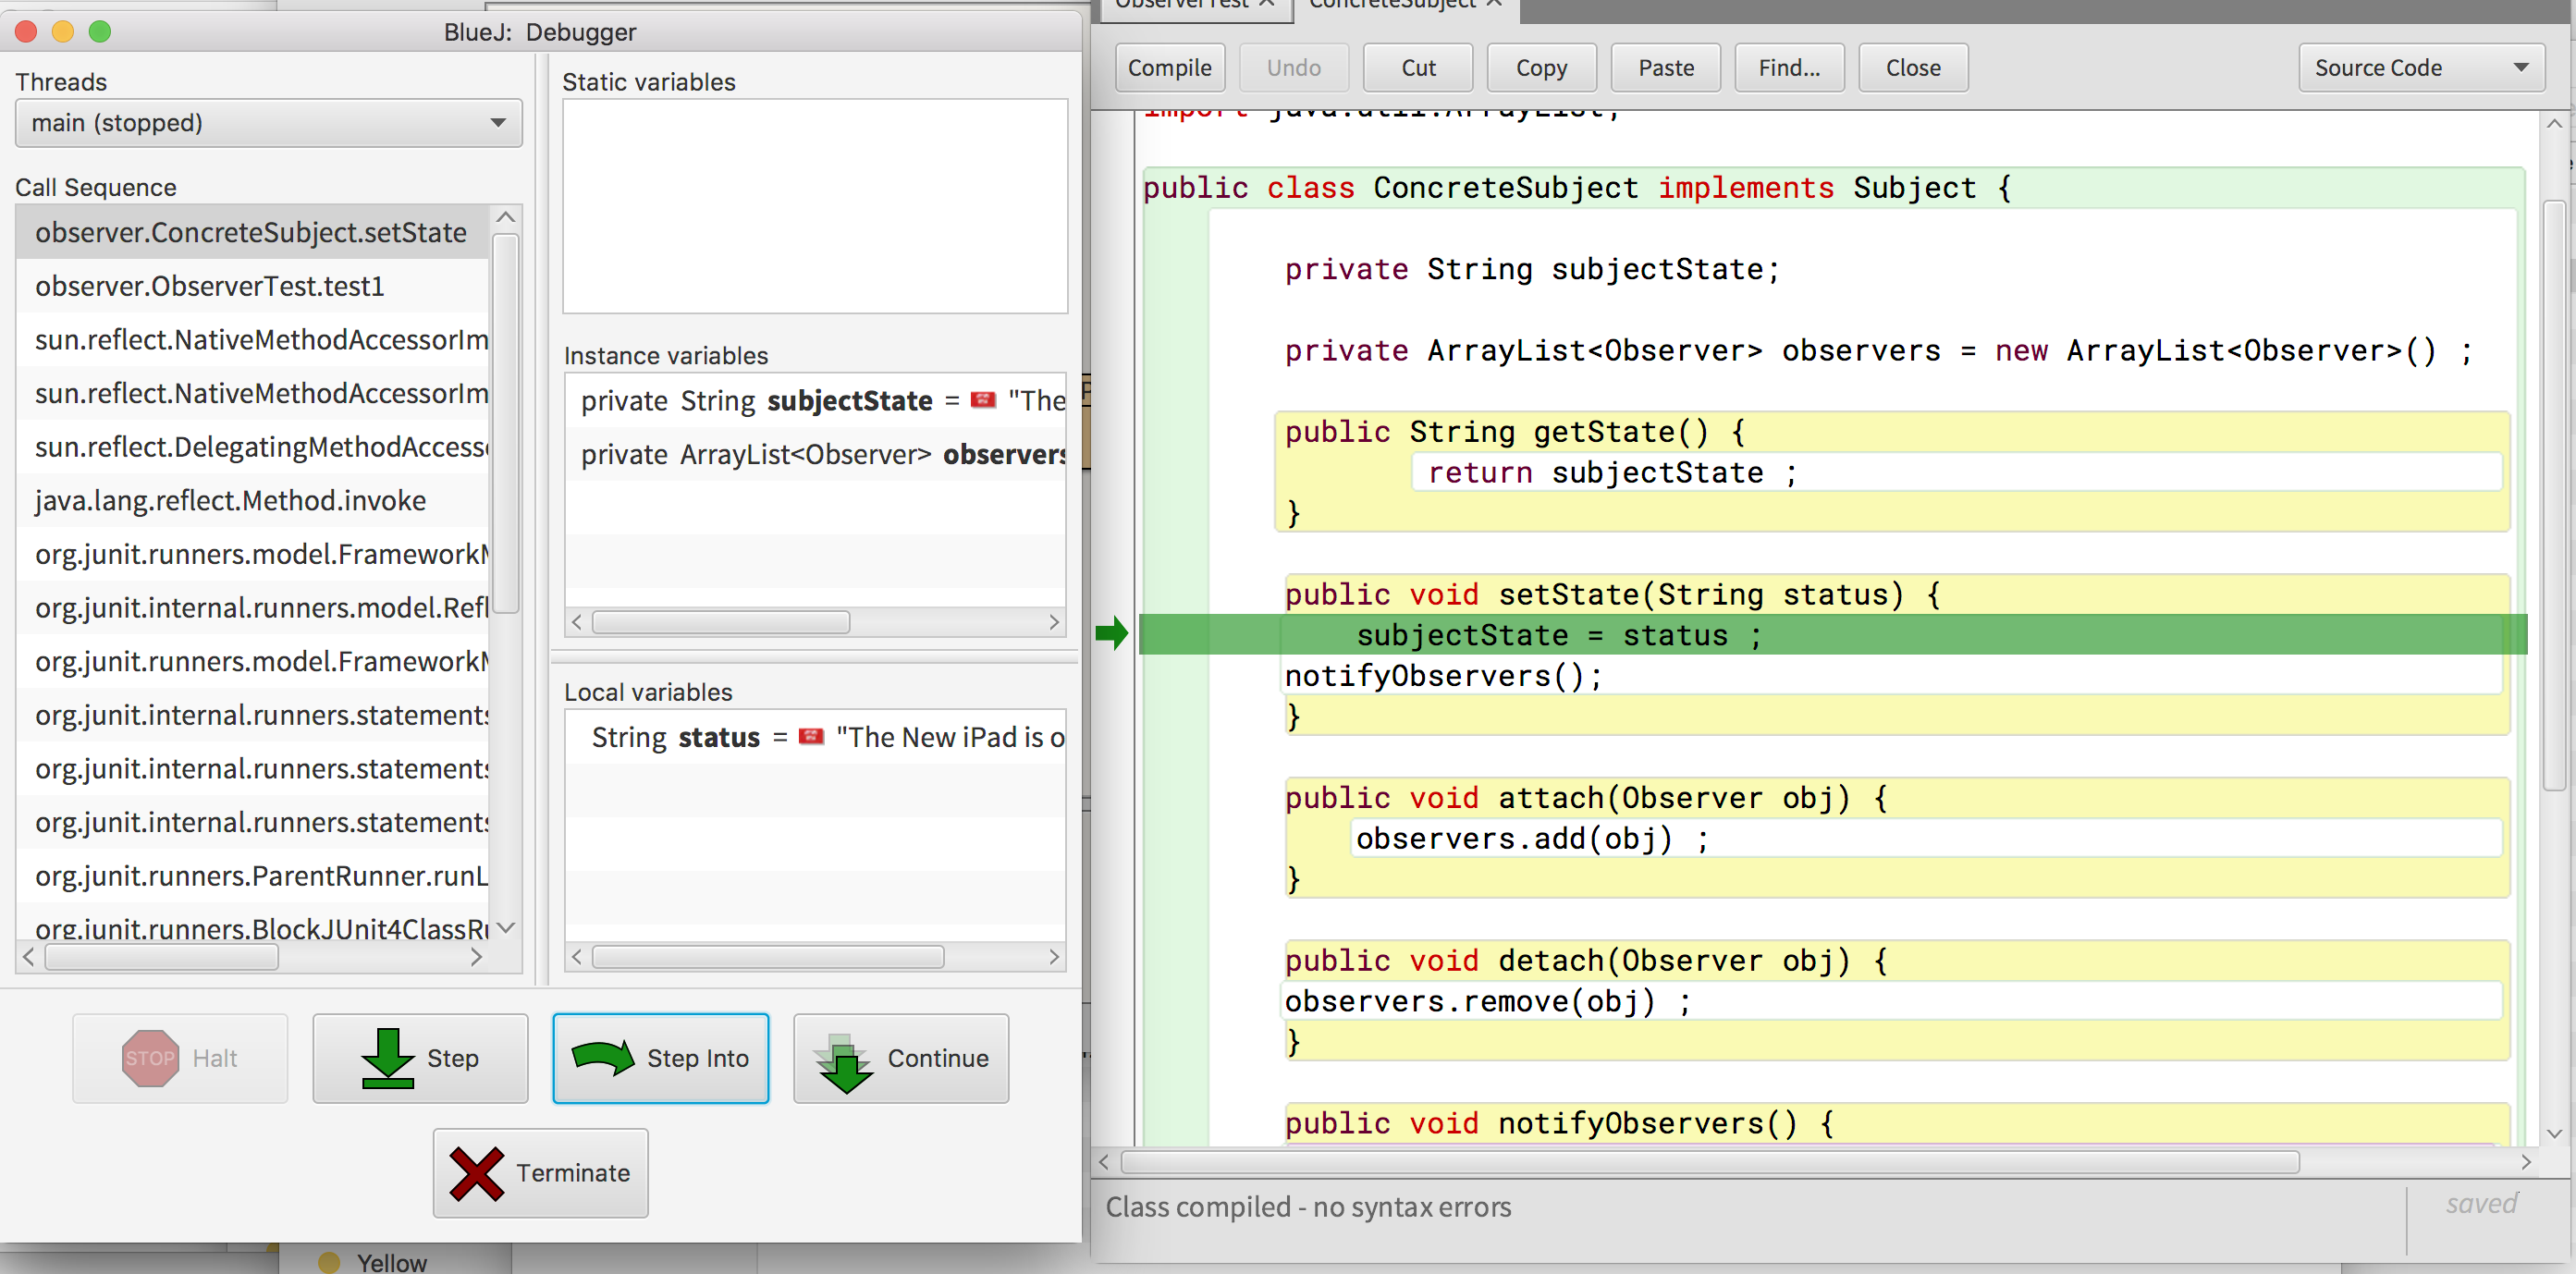 BlueJ: Debugger
Threads
main (stopped)
Call Sequence
observer.ConcreteSubject.setState
observer.ObserverTest.test1
sun.reflect.NativeMethodAccessorIm
sun.reflect.NativeMethodAccessorIm
sun.reflect.DelegatingMethodAccess
java.lang.reflect.Method.invoke
org.junit.runners.model.Framework
org.junit.internal.runners.model.Refl
org.junit.runners.model.Framework
org.junit.internal.runners.statements
org.junit.internal.runners.statements
org.junit.internal.runners.statements
org.junit.runners.ParentRunner.runL
org.junit.runners.BlockJUnit4ClassRu
Static variables
Instance variables
private String subjectState = "The
private ArrayList<Observer> observers
Local variables
String status = "The New iPad is o
STOP Halt
Step
Step Into
Continue
Terminate
Yellow
ObserverTest ConcreteSubject
Compile Undo Cut Copy Paste Find... Close Source Code
import java.util.ArrayList;
public class ConcreteSubject implements Subject {
private String subjectState;
private ArrayList<Observer> observers = new ArrayList<Observer>() ;
public String getState() {
return subjectState ;
}
public void setState(String status) {
subjectState = status ;
notifyObservers();
}
public void attach(Observer obj) {
observers.add(obj) ;
}
public void detach(Observer obj) {
observers.remove(obj) ;
}
public void notifyObservers() {
Class compiled - no syntax errors
saved